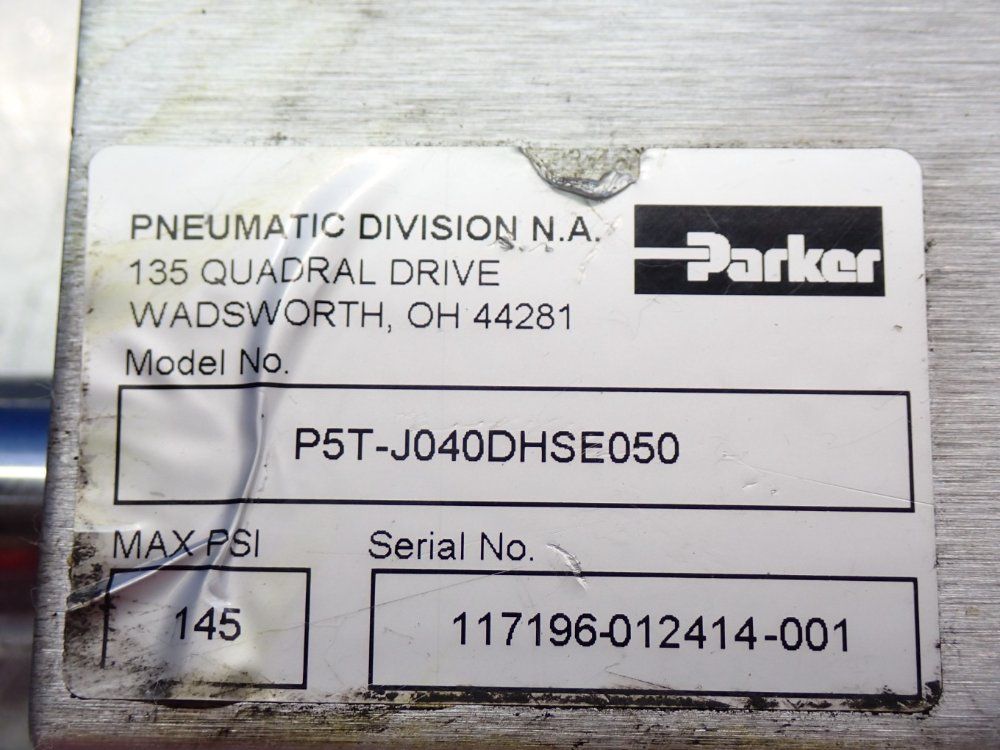 PNEUMATIC DIVISION N.A.
135 QUADRAL DRIVE
WADSWORTH, OH 44281
Parker
Model No.
P5T-J040DHSE050
MAX PSI
145
Serial No.
117196-012414-001